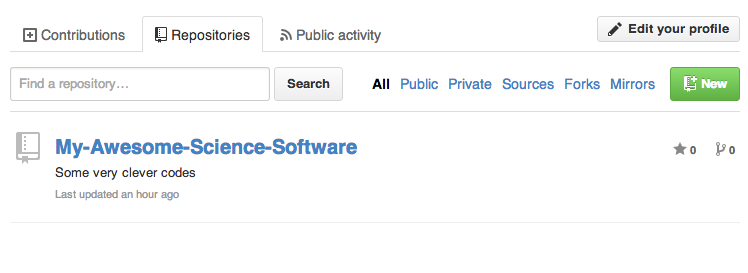 Contributions Repositories Public activity Edit your profile
Find a repository... Search All Public Private Sources Forks Mirrors New
My-Awesome-Science-Software 0 0
Some very clever codes
Last updated an hour ago